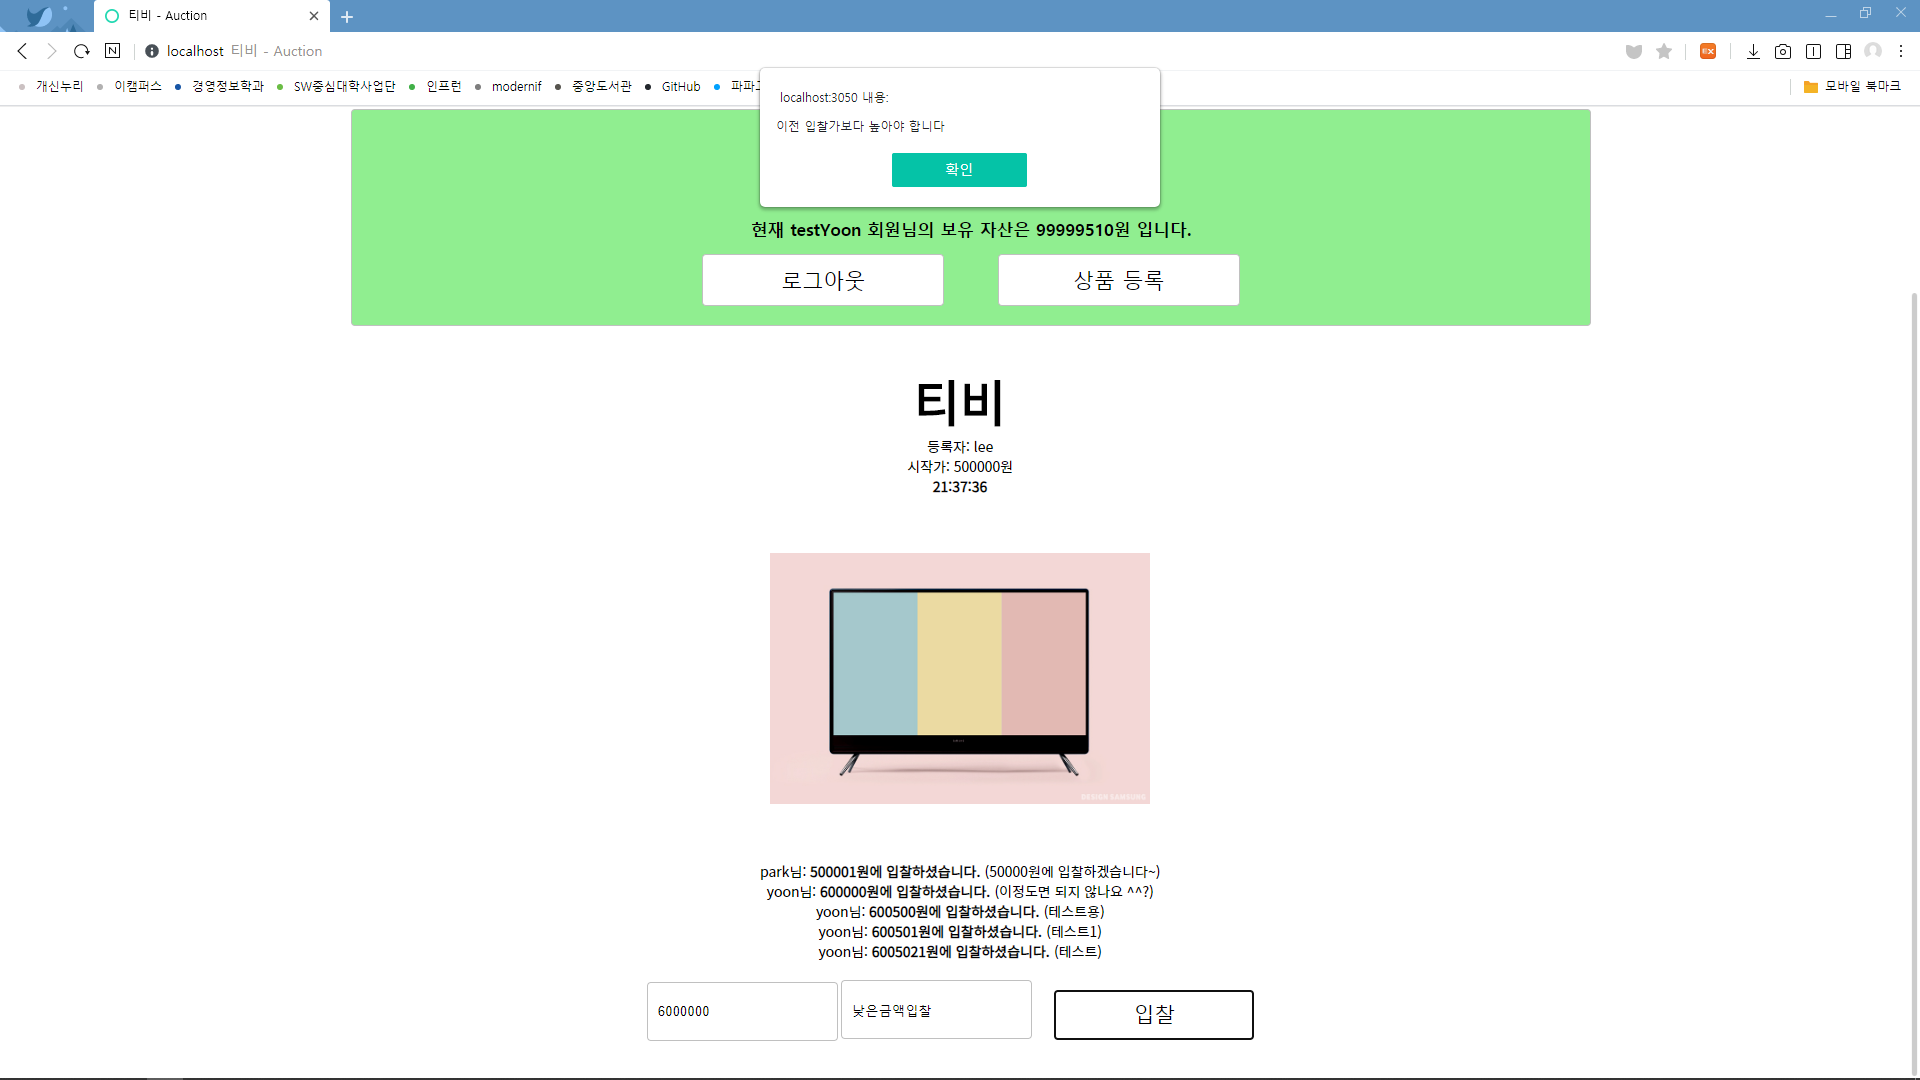 티비 - Auction
N
localhost 티비 - Auction
EX
개신누리
이캠퍼스
경영정보학과
SW중심대학사업단
인프런
modernif
중앙도서관
GitHub
모바일 북마크
localhost:3050 내용:
이전 입찰가보다 높아야 합니다
확인
현재 testYoon 회원님의 보유 자산은 99999510원 입니다.
로그아웃
상품 등록
티비
등록자: lee
시작가: 500000원
21:37:36
DESIGN SAMSUNG
park님: 500001원에 입찰하셨습니다. (50000원에 입찰하겠습니다~)
yoon님: 600000원에 입찰하셨습니다. (이정도면 되지 않나요 ^^?)
yoon님: 600500원에 입찰하셨습니다. (테스트용)
yoon님: 600501원에 입찰하셨습니다. (테스트1)
yoon님: 6005021원에 입찰하셨습니다. (테스트)
6000000
낮은금액입찰
입찰